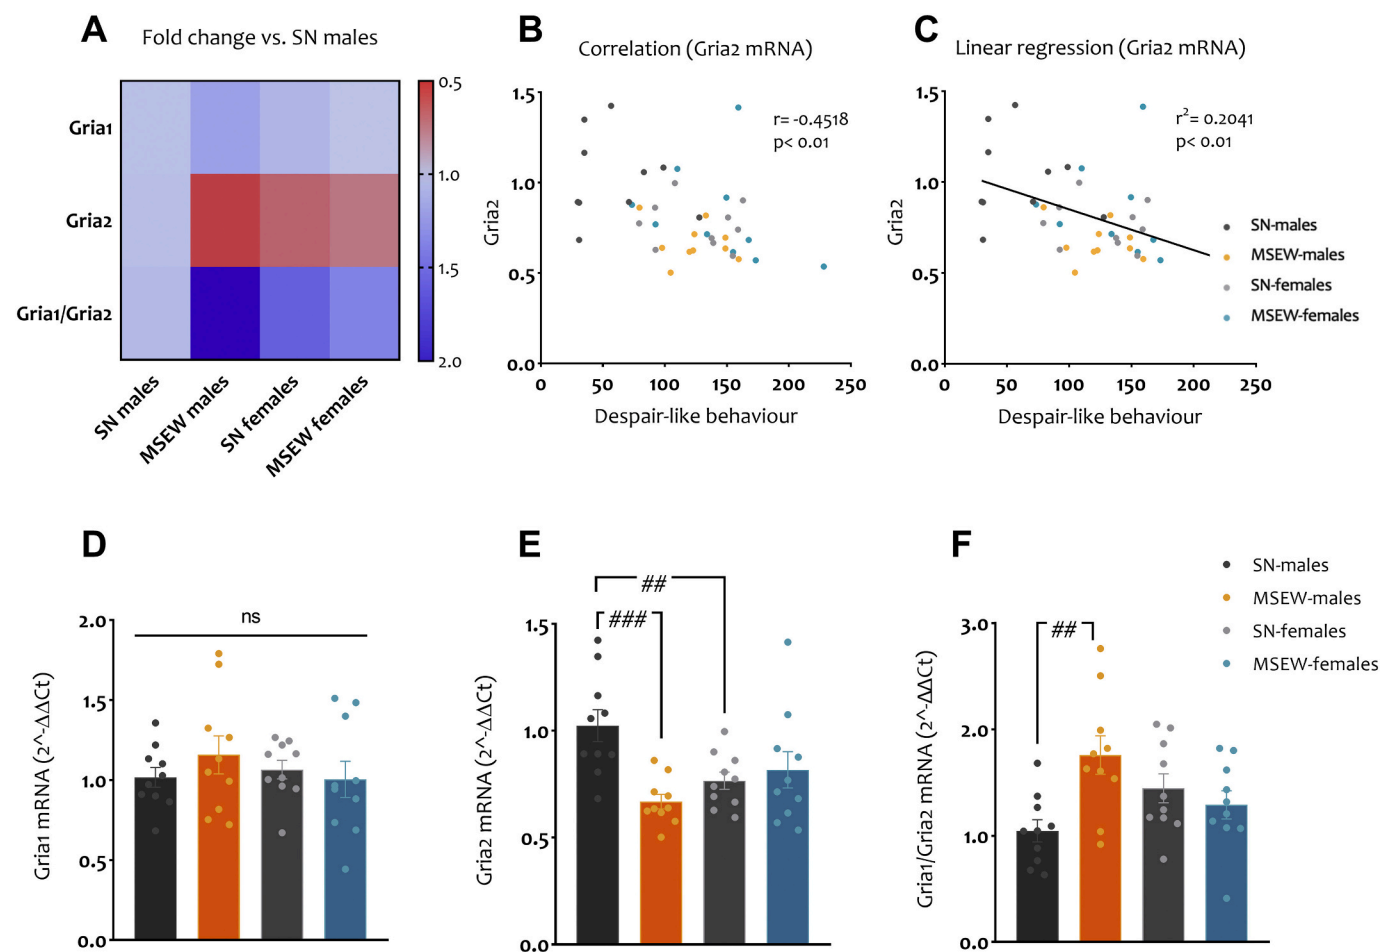 A
Fold change vs. SN males
Gria1
Gria2
Gria1/Gria2
0.5
1.0
1.5
2.0
SN males
MSEW males
SN females
MSEW females
B
Correlation (Gria2 mRNA)
r= -0.4518
p< 0.01
Gria2
1.5
1.0
0.5
0.0
0
50
100
150
200
250
Despair-like behaviour
C
Linear regression (Gria2 mRNA)
r²= 0.2041
p< 0.01
Gria2
1.5
1.0
0.5
0.0
0
50
100
150
200
250
Despair-like behaviour
SN-males
MSEW-males
SN-females
MSEW-females
D
ns
Gria1 mRNA (2^-ΔΔCt)
2.0
1.5
1.0
0.5
0.0
E
##
###
Gria2 mRNA (2^-ΔΔCt)
1.5
1.0
0.5
0.0
F
##
Gria1/Gria2 mRNA (2^-ΔΔCt)
3.0
2.0
1.0
0.0
SN-males
MSEW-males
SN-females
MSEW-females